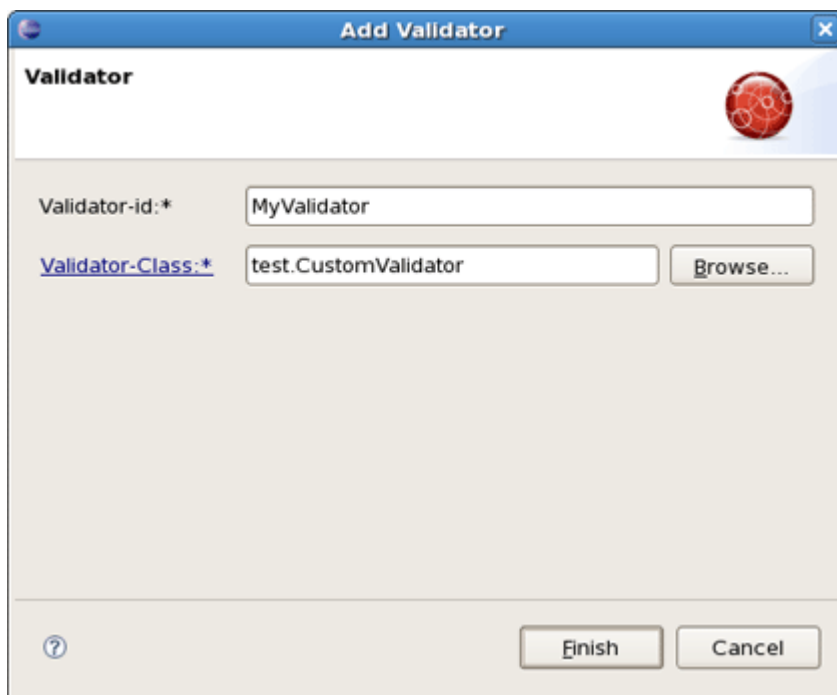 Add Validator
Validator
Validator-id:* MyValidator
Validator-Class:* test.CustomValidator Browse...
? Finish Cancel